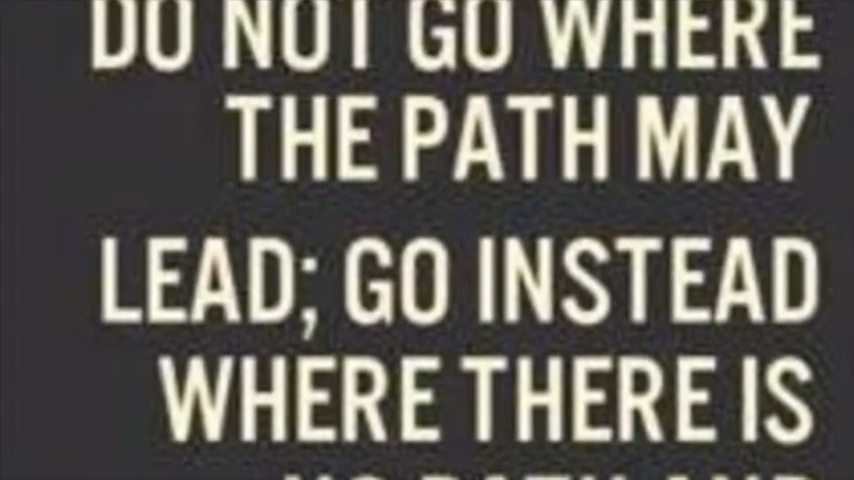 DO NOT GO WHERE
THE PATH MAY
LEAD; GO INSTEAD
WHERE THERE IS